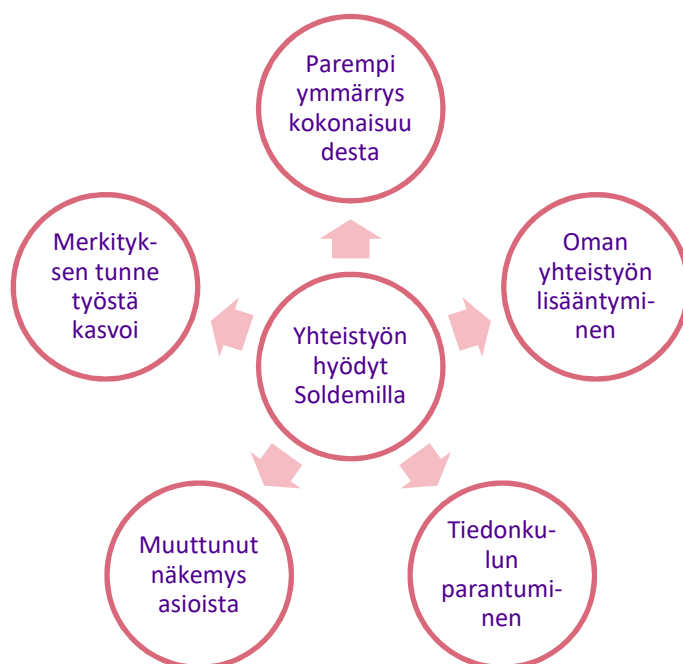 Parempi
ymmärrys
kokonaisuu
desta
Merkityk-
sen tunne
työstä
kasvoi
Oman
yhteistyön
lisääntymi-
nen
Yhteistyön
hyödyt
Soldemilla
Muuttunut
näkemys
asioista
Tiedonku-
lun
parantumi-
nen